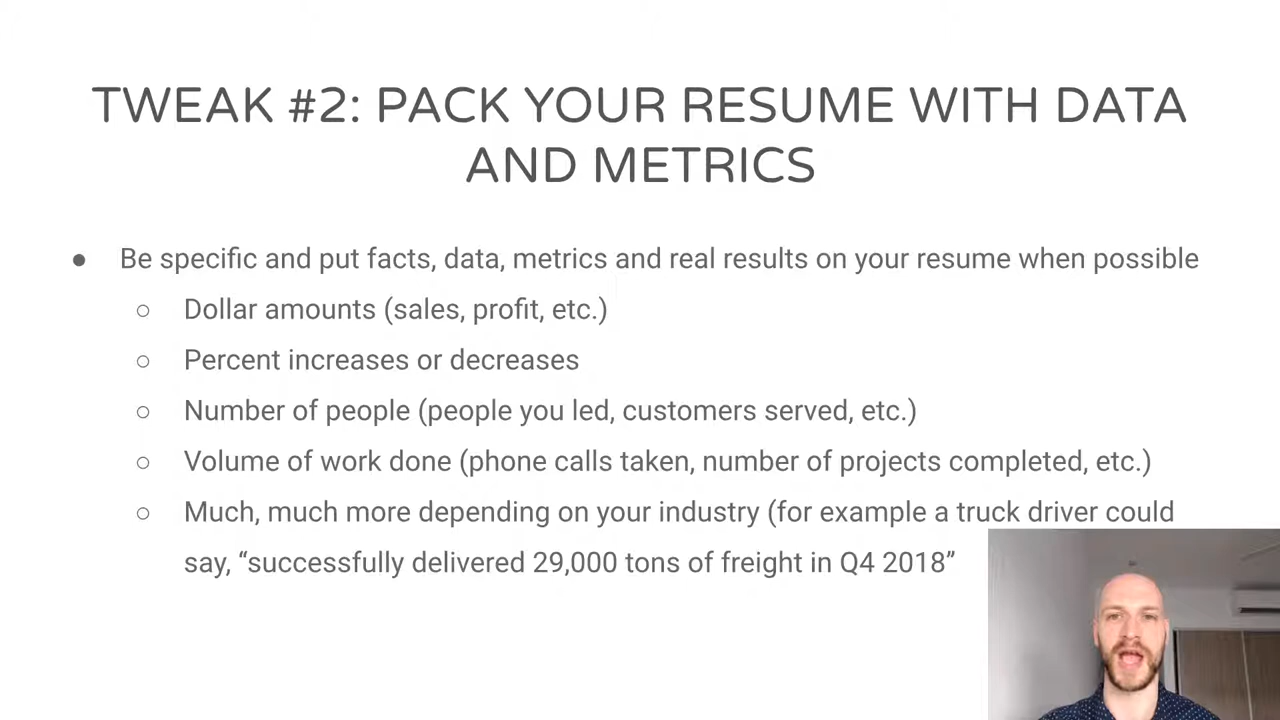 TWEAK #2: PACK YOUR RESUME WITH DATA
AND METRICS
● Be specific and put facts, data, metrics and real results on your resume when possible
○ Dollar amounts (sales, profit, etc.)
○ Percent increases or decreases
○ Number of people (people you led, customers served, etc.)
○ Volume of work done (phone calls taken, number of projects completed, etc.)
○ Much, much more depending on your industry (for example a truck driver could
say, “successfully delivered 29,000 tons of freight in Q4 2018”